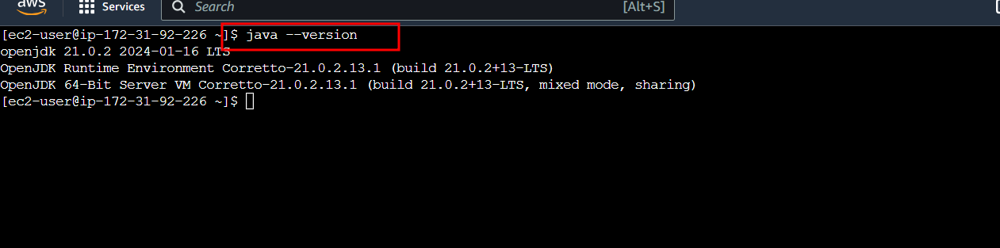 aws
Services
Search
[Alt+S]
[ec2-user@ip-172-31-92-226 ~]$ java --version
openjdk 21.0.2 2024-01-16 LTS
OpenJDK Runtime Environment Corretto-21.0.2.13.1 (build 21.0.2+13-LTS)
OpenJDK 64-Bit Server VM Corretto-21.0.2.13.1 (build 21.0.2+13-LTS, mixed mode, sharing)
[ec2-user@ip-172-31-92-226 ~]$